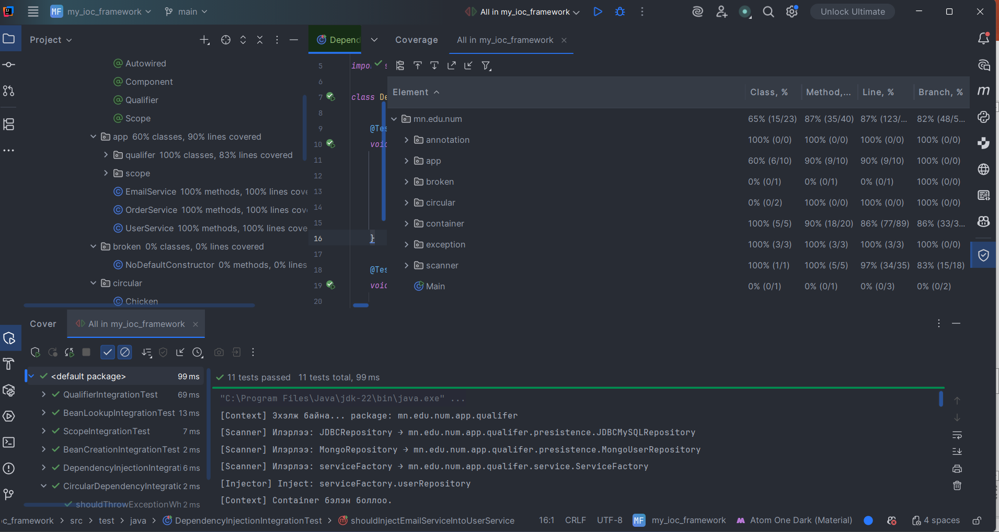 MF my_ioc_framework main All in my_ioc_framework Unlock Ultimate
Project
Autowired
Component
Qualifier
Scope
app 60% classes, 90% lines covered
qualifer 100% classes, 83% lines covered
scope
EmailService 100% methods, 100% lines cove
OrderService 100% methods, 100% lines cov
UserService 100% methods, 100% lines cove
broken 0% classes, 0% lines covered
NoDefaultConstructor 0% methods, 0% lines
circular
Chicken
Depend
5 impor s
6
7 class De
8
9 @Tes
10 void
11
12
13
14
15
16 }
17
18 @Tes
19 void
20
Coverage All in my_ioc_framework
Element Class, % Method,... Line, % Branch, %
mn.edu.num 65% (15/23) 87% (35/40) 87% (123/... 82% (48/5...
annotation 100% (0/0) 100% (0/0) 100% (0/0) 100% (0/0)
app 60% (6/10) 90% (9/10) 90% (9/10) 100% (0/0)
broken 0% (0/1) 0% (0/1) 0% (0/1) 100% (0/0)
circular 0% (0/2) 100% (0/0) 100% (0/0) 100% (0/0)
container 100% (5/5) 90% (18/20) 86% (77/89) 86% (33/3...
exception 100% (3/3) 100% (3/3) 100% (3/3) 100% (0/0)
scanner 100% (1/1) 100% (5/5) 97% (34/35) 83% (15/18)
Main 0% (0/1) 0% (0/1) 0% (0/3) 0% (0/2)
Cover All in my_ioc_framework
<default package> 99 ms
QualifierIntegrationTest 69 ms
BeanLookupIntegrationTest 13 ms
ScopeIntegrationTest 7 ms
BeanCreationIntegrationTest 2 ms
DependencyInjectionIntegrati 6 ms
CircularDependencyIntegratic 2 ms
shouldThrowExceptionWh 2 ms
11 tests passed 11 tests total, 99 ms
"C:\Program Files\Java\jdk-22\bin\java.exe" ...
[Context] Эхэлж байна... package: mn.edu.num.app.qualifer
[Scanner] Илэрлээ: JDBCRepository → mn.edu.num.app.qualifer.presistence.JDBCMySQLRepository
[Scanner] Илэрлээ: MongoRepository → mn.edu.num.app.qualifer.presistence.MongoUserRepository
[Scanner] Илэрлээ: serviceFactory → mn.edu.num.app.qualifer.service.ServiceFactory
[Injector] Inject: serviceFactory.userRepository
[Context] Container бэлэн боллоо.
oc_framework > src > test > java > DependencyInjectionIntegrationTest > shouldInjectEmailServiceIntoUserService 16:1 CRLF UTF-8 MF my_ioc_framework Atom One Dark (Material) 4 spaces